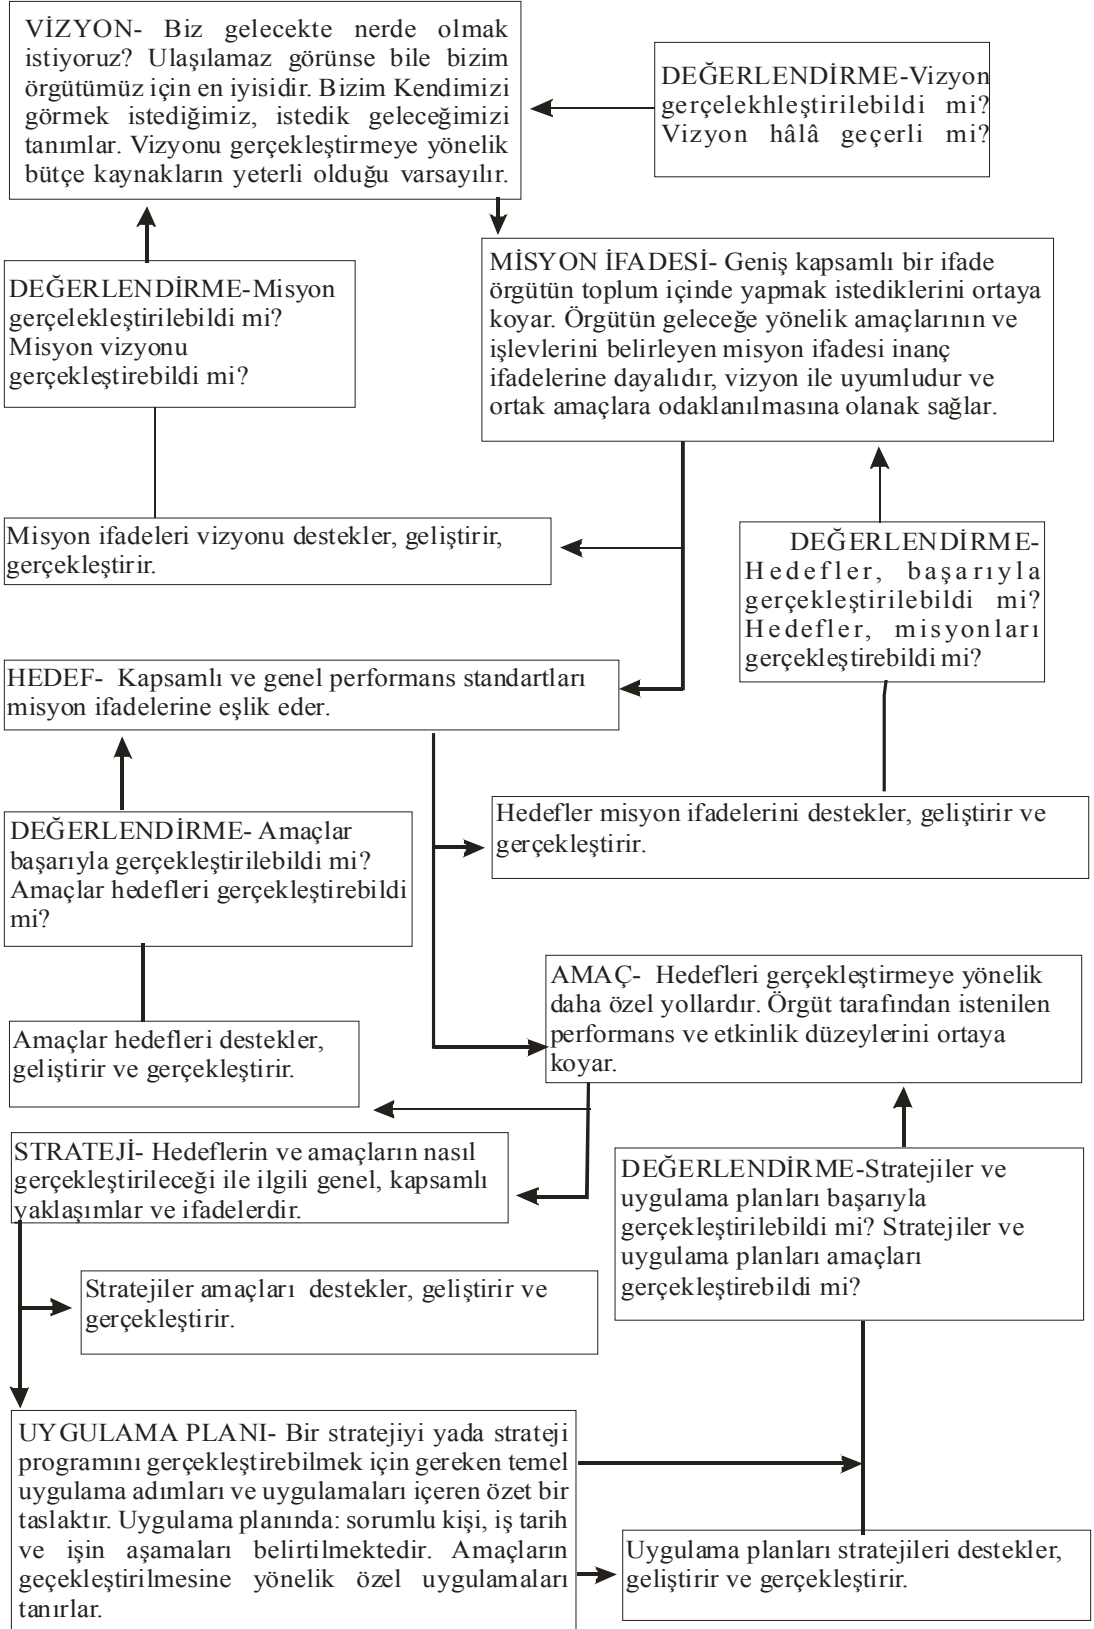 VİZYON- Biz gelecekte nerde olmak
istiyoruz? Ulaşılamaz görünse bile bizim
örgütümüz için en iyisidir. Bizim Kendimizi
görmek istediğimiz, istedik geleceğimizi
tanımlar. Vizyonu gerçekleştirmeye yönelik
bütçe kaynakların yeterli olduğu varsayılır.
DEĞERLENDİRME-Vizyon
gerçelekhleştirilebildi mi?
Vizyon hâlâ geçerli mi?
MİSYON İFADESİ- Geniş kapsamlı bir ifade
örgütün toplum içinde yapmak istediklerini ortaya
koyar. Örgütün geleceğe yönelik amaçlarının ve
işlevlerini belirleyen misyon ifadesi inanç
ifadelerine dayalıdır, vizyon ile uyumludur ve
ortak amaçlara odaklanılmasına olanak sağlar.
DEĞERLENDİRME-Misyon
gerçelekleştirilebildi mi?
Misyon vizyonu
gerçekleştirebildi mi?
Misyon ifadeleri vizyonu destekler, geliştirir,
gerçekleştirir.
DEĞERLENDİRME-
Hedefler, başarıyla
gerçekleştirilebildi mi?
Hedefler, misyonları
gerçekleştirebildi mi?
HEDEF- Kapsamlı ve genel performans standartları
misyon ifadelerine eşlik eder.
Hedefler misyon ifadelerini destekler, geliştirir ve
gerçekleştirir.
DEĞERLENDİRME- Amaçlar
başarıyla gerçekleştirilebildi mi?
Amaçlar hedefleri gerçekleştirebildi
mi?
AMAÇ- Hedefleri gerçekleştirmeye yönelik
daha özel yollardır. Örgüt tarafından istenilen
performans ve etkinlik düzeylerini ortaya
koyar.
Amaçlar hedefleri destekler,
geliştirir ve gerçekleştirir.
STRATEJİ- Hedeflerin ve amaçların nasıl
gerçekleştirileceği ile ilgili genel, kapsamlı
yaklaşımlar ve ifadelerdir.
DEĞERLENDİRME-Stratejiler ve
uygulama planları başarıyla
gerçekleştirilebildi mi? Stratejiler ve
uygulama planları amaçları
gerçekleştirebildi mi?
Stratejiler amaçları destekler, geliştirir ve
gerçekleştirir.
UYGULAMA PLANI- Bir stratejiyi yada strateji
programını gerçekleştirebilmek için gereken temel
uygulama adımları ve uygulamaları içeren özet bir
taslaktır. Uygulama planında: sorumlu kişi, iş tarih
ve işin aşamaları belirtilmektedir. Amaçların
geçekleştirilmesine yönelik özel uygulamaları
tanırlar.
Uygulama planları stratejileri destekler,
geliştirir ve gerçekleştirir.